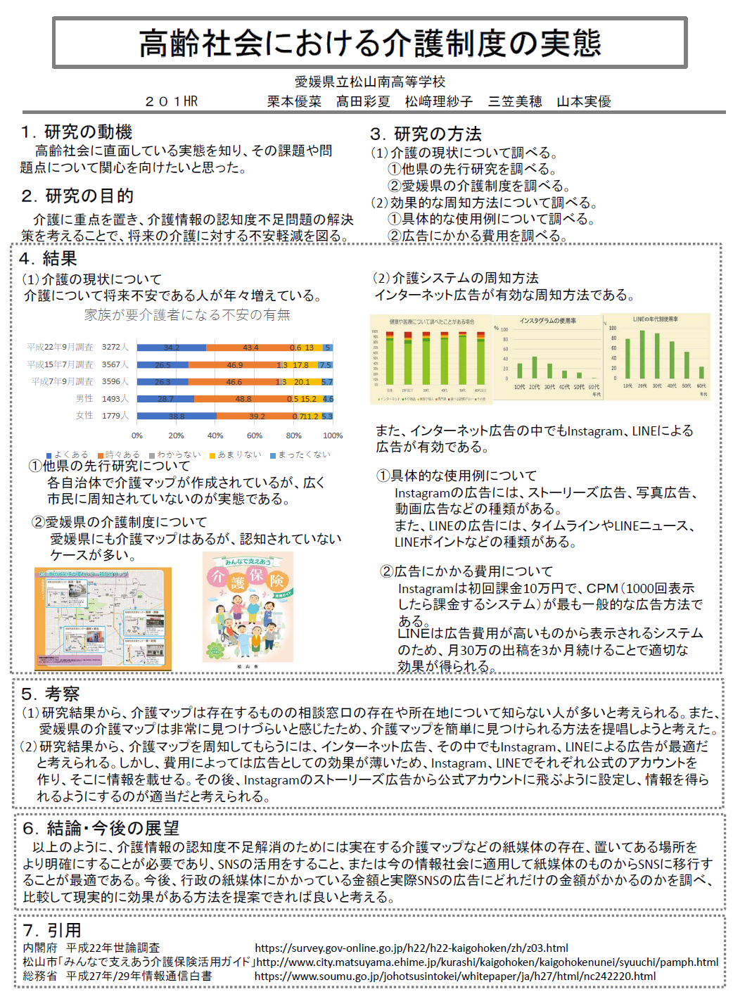 高齢社会における介護制度の実態
愛媛県立松山南高等学校
２０１HR　栗本優菜　髙田彩夏　松﨑理紗子　三笠美穂　山本実優
１．研究の動機
高齢社会に直面している実態を知り、その課題や問
題点について関心を向けたいと思った。
２．研究の目的
介護に重点を置き、介護情報の認知度不足問題の解決
策を考えることで、将来の介護に対する不安軽減を図る。
３．研究の方法
（1）介護の現状について調べる。
①他県の先行研究を調べる。
②愛媛県の介護制度を調べる。
（2）効果的な周知方法について調べる。
①具体的な使用例について調べる。
②広告にかかる費用を調べる。
４．結果
（1）介護の現状について
介護について将来不安である人が年々増えている。
家族が要介護者になる不安の有無
平成22年9月調査　3272人 34.2 43.4 0.6 13 5
平成15年7月調査　3567人 26.5 46.9 1.3 17.8 7.5
平成7年9月調査　3596人 26.3 46.6 1.3 20.1 5.7
男性　1493人 28.7 48.8 0.5 15.2 4.6
女性　1779人 38.8 39.2 0.7 11.2 5.3
0% 20% 40% 60% 80% 100%
よくある 時々ある わからない あまりない まったくない
①他県の先行研究について
各自治体で介護マップが作成されているが、広く
市民に周知されていないのが実態である。
②愛媛県の介護制度について
愛媛県にも介護マップはあるが、認知されていない
ケースが多い。
みんなで支えあう
介護保険
活用ガイド
松山市
（2）介護システムの周知方法
インターネット広告が有効な周知方法である。
健康や医療について調べたことがある場合
インスタグラムの使用率
%
100
80
60
40
20
0
10代 20代 30代 40代 50代 60代
年代
LINEの年代別使用率
%
100
80
60
40
20
0
10代 20代 30代 40代 50代 60代
年代
また、インターネット広告の中でもInstagram、LINEによる
広告が有効である。
①具体的な使用例について
Instagramの広告には、ストーリーズ広告、写真広告、
動画広告などの種類がある。
また、LINEの広告には、タイムラインやLINEニュース、
LINEポイントなどの種類がある。
②広告にかかる費用について
Instagramは初回課金10万円で、ＣＰＭ（1000回表示
したら課金するシステム）が最も一般的な広告方法で
ある。
ＬＩＮＥは広告費用が高いものから表示されるシステム
のため、月30万の出稿を3か月続けることで適切な
効果が得られる。
５．考察
（1）研究結果から、介護マップは存在するものの相談窓口の存在や所在地について知らない人が多いと考えられる。また、
愛媛県の介護マップは非常に見つけづらいと感じたため、介護マップを簡単に見つけられる方法を提唱しようと考えた。
（2）研究結果から、介護マップを周知してもらうには、インターネット広告、その中でもInstagram、LINEによる広告が最適だ
と考えられる。しかし、費用によっては広告としての効果が薄いため、Instagram、LINEでそれぞれ公式のアカウントを
作り、そこに情報を載せる。その後、Instagramのストーリーズ広告から公式アカウントに飛ぶように設定し、情報を得ら
れるようにするのが適当だと考えられる。
６．結論・今後の展望
以上のように、介護情報の認知度不足解消のためには実在する介護マップなどの紙媒体の存在、置いてある場所を
より明確にすることが必要であり、SNSの活用をすること、または今の情報社会に適用して紙媒体のものからSNSに移行す
ることが最適である。今後、行政の紙媒体にかかっている金額と実際SNSの広告にどれだけの金額がかかるのかを調べ、
比較して現実的に効果がある方法を提案できれば良いと考える。
７．引用
内閣府　平成22年世論調査　https://survey.gov-online.go.jp/h22/h22-kaigohoken/zh/z03.html
松山市「みんなで支えあう介護保険活用ガイド」http://www.city.matsuyama.ehime.jp/kurashi/kaigohoken/kaigohokenunei/syuuchi/pamph.html
総務省　平成27年/29年情報通信白書　https://www.soumu.go.jp/johotsusintokei/whitepaper/ja/h27/html/nc242220.html